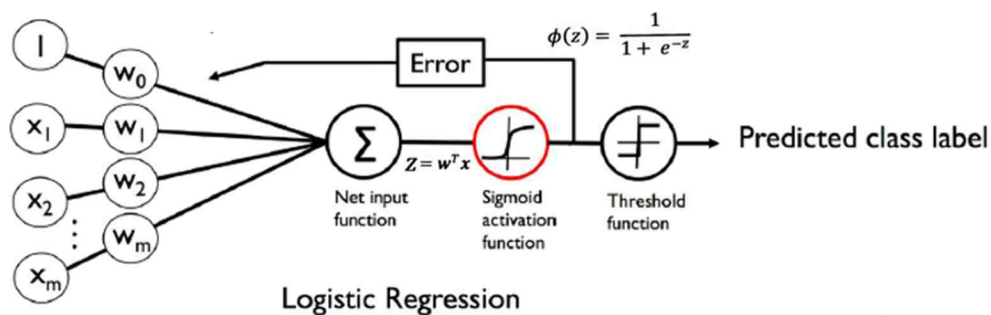 ϕ(z) = 1 / 1 + e^{-z}
1
w₀
Error
x₁
w₁
Σ
Z = wᵀx
Predicted class label
x₂
w₂
⋮
wₘ
xₘ
Net input
function
Sigmoid
activation
function
Threshold
function
Logistic Regression